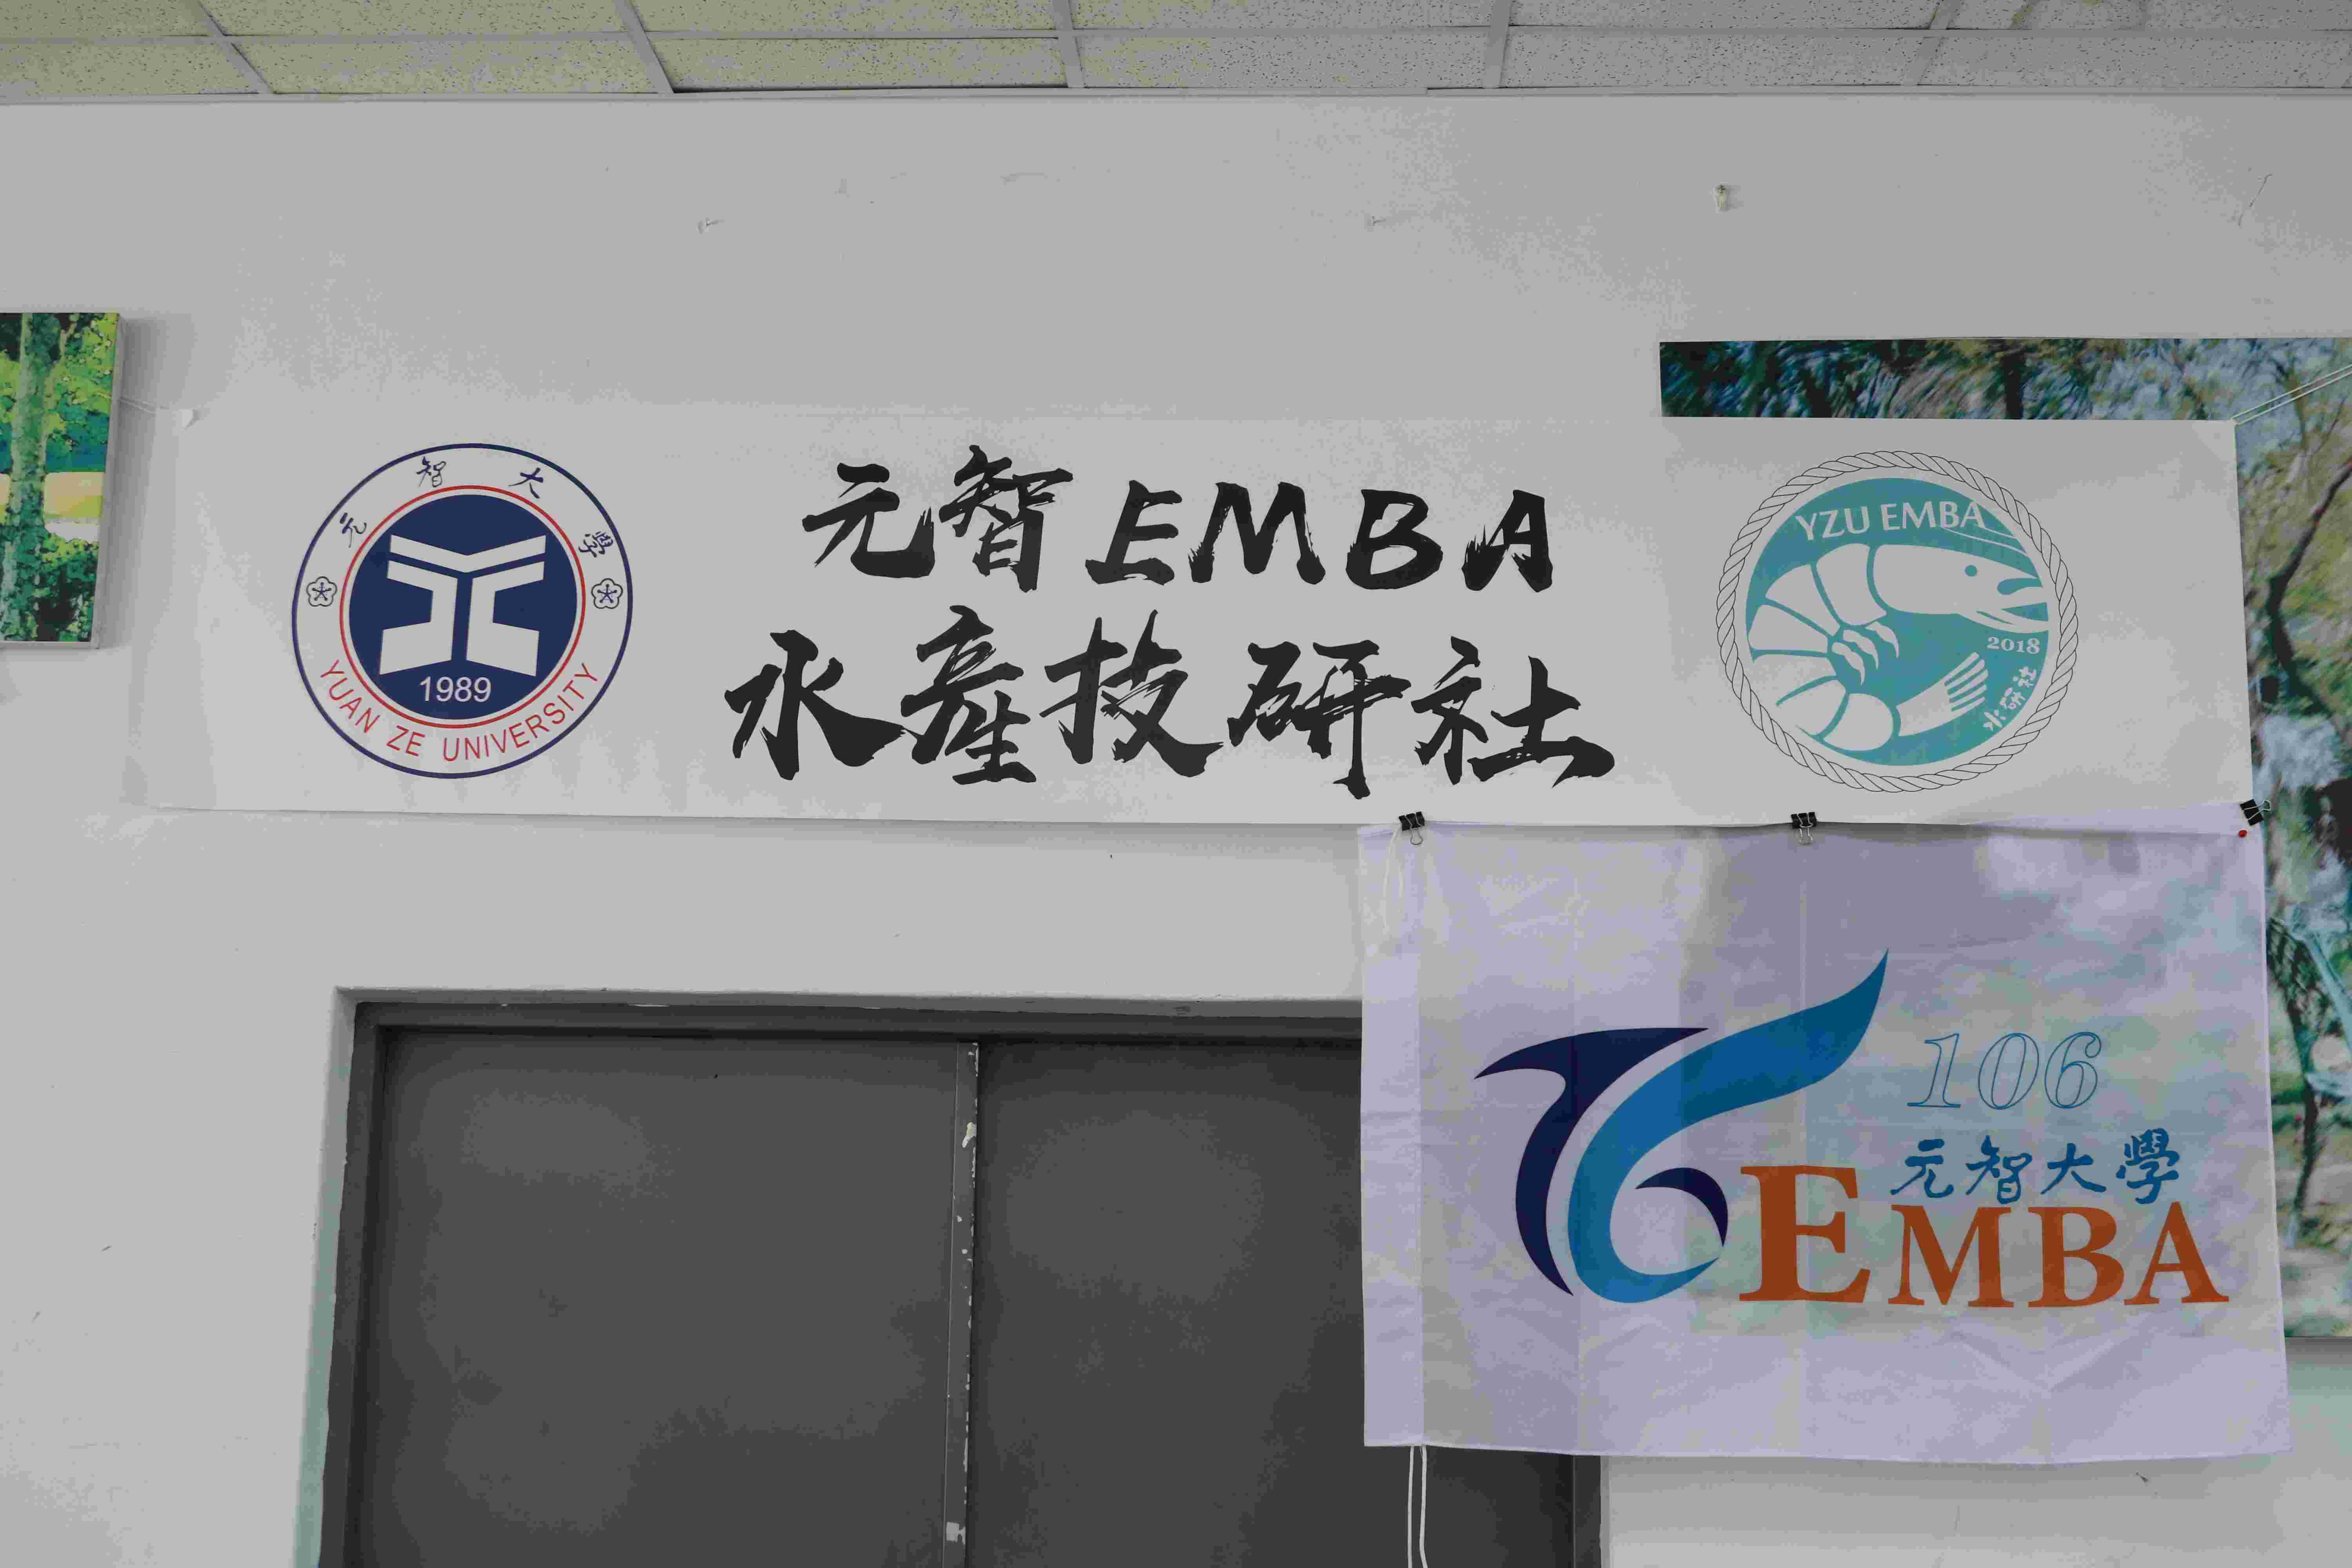 元智大學
1989
YUAN ZE UNIVERSITY
元智EMBA
水產技研社
YZU EMBA
2018
水研社
106
元智大學
EMBA